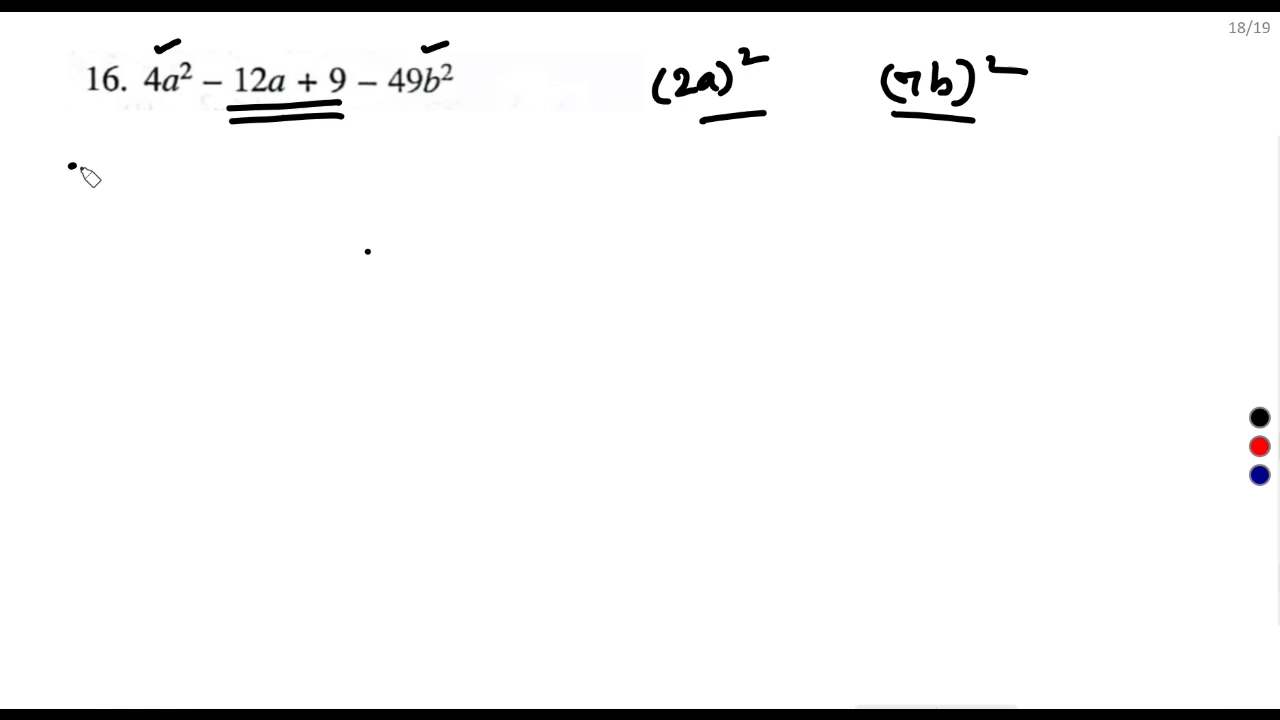 18/19
16. 4a² – 12a + 9 – 49b² (2a)² (7b)²